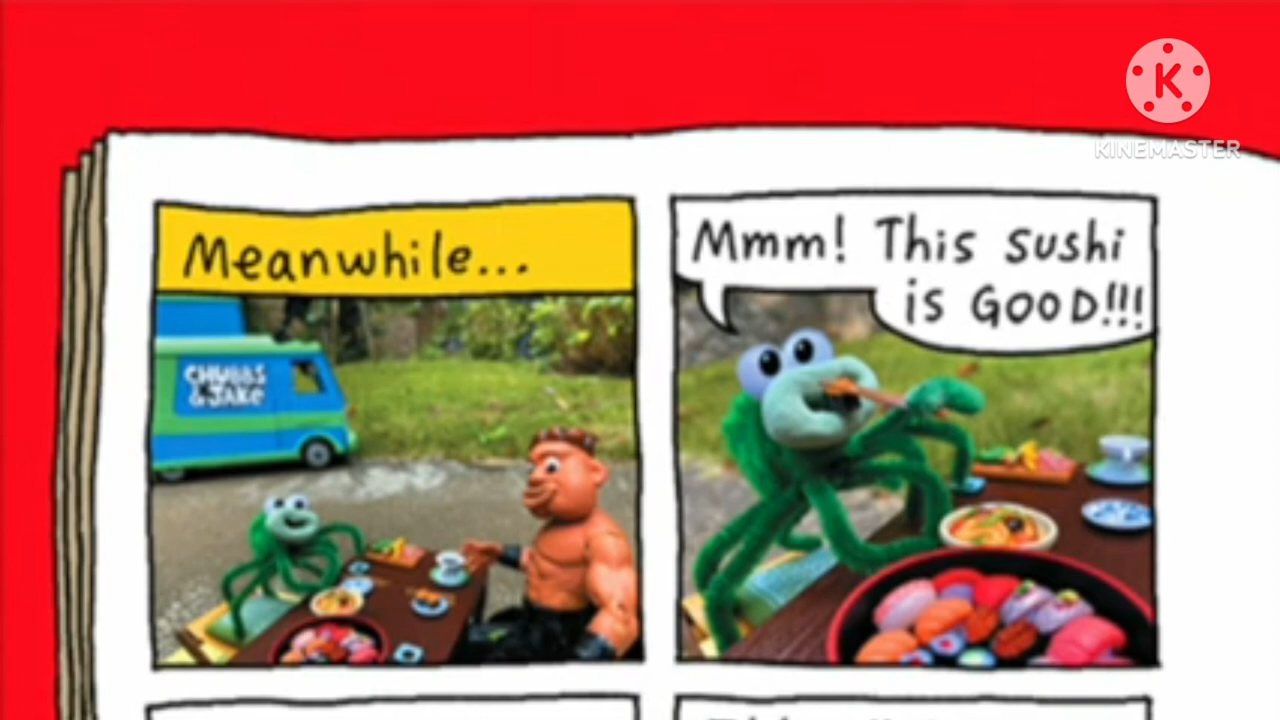 K
KINEMASTER
Meanwhile...
CHUBBS
& JAKE
Mmm! This sushi
is GOOD!!!